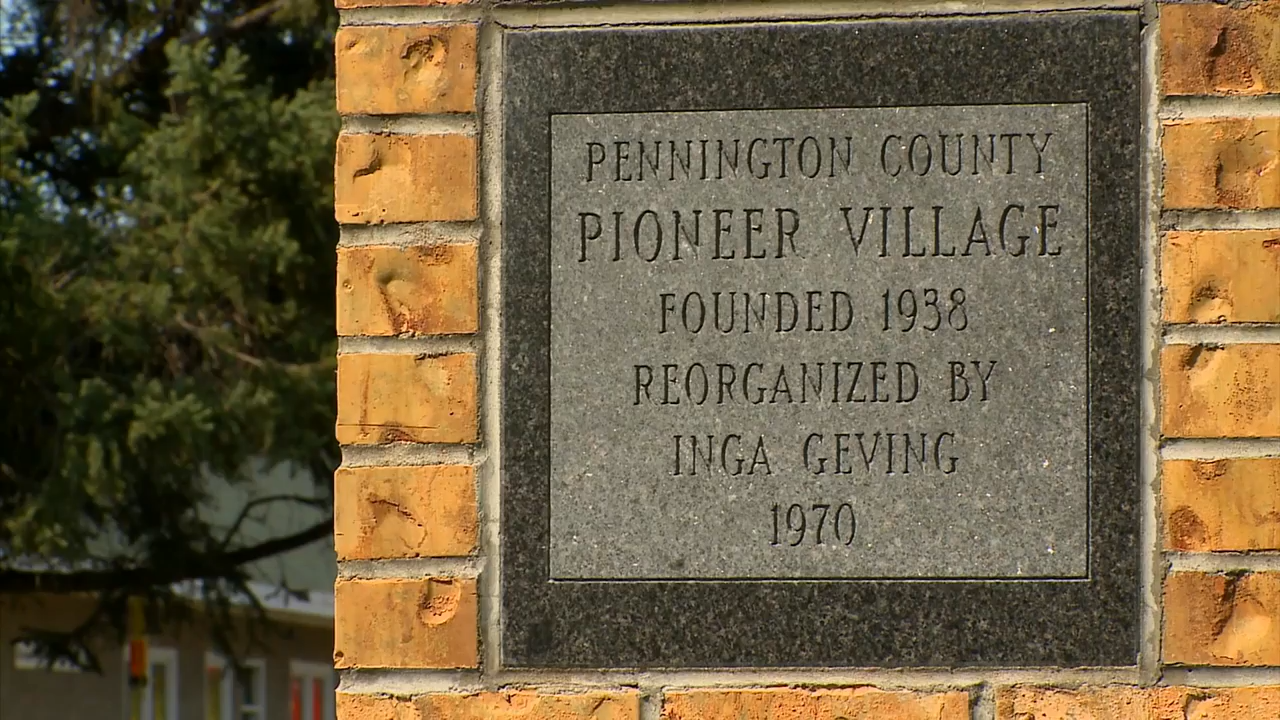 PENNINGTON COUNTY
PIONEER VILLAGE
FOUNDED 1938
REORGANIZED BY
INGA GEVING
1970